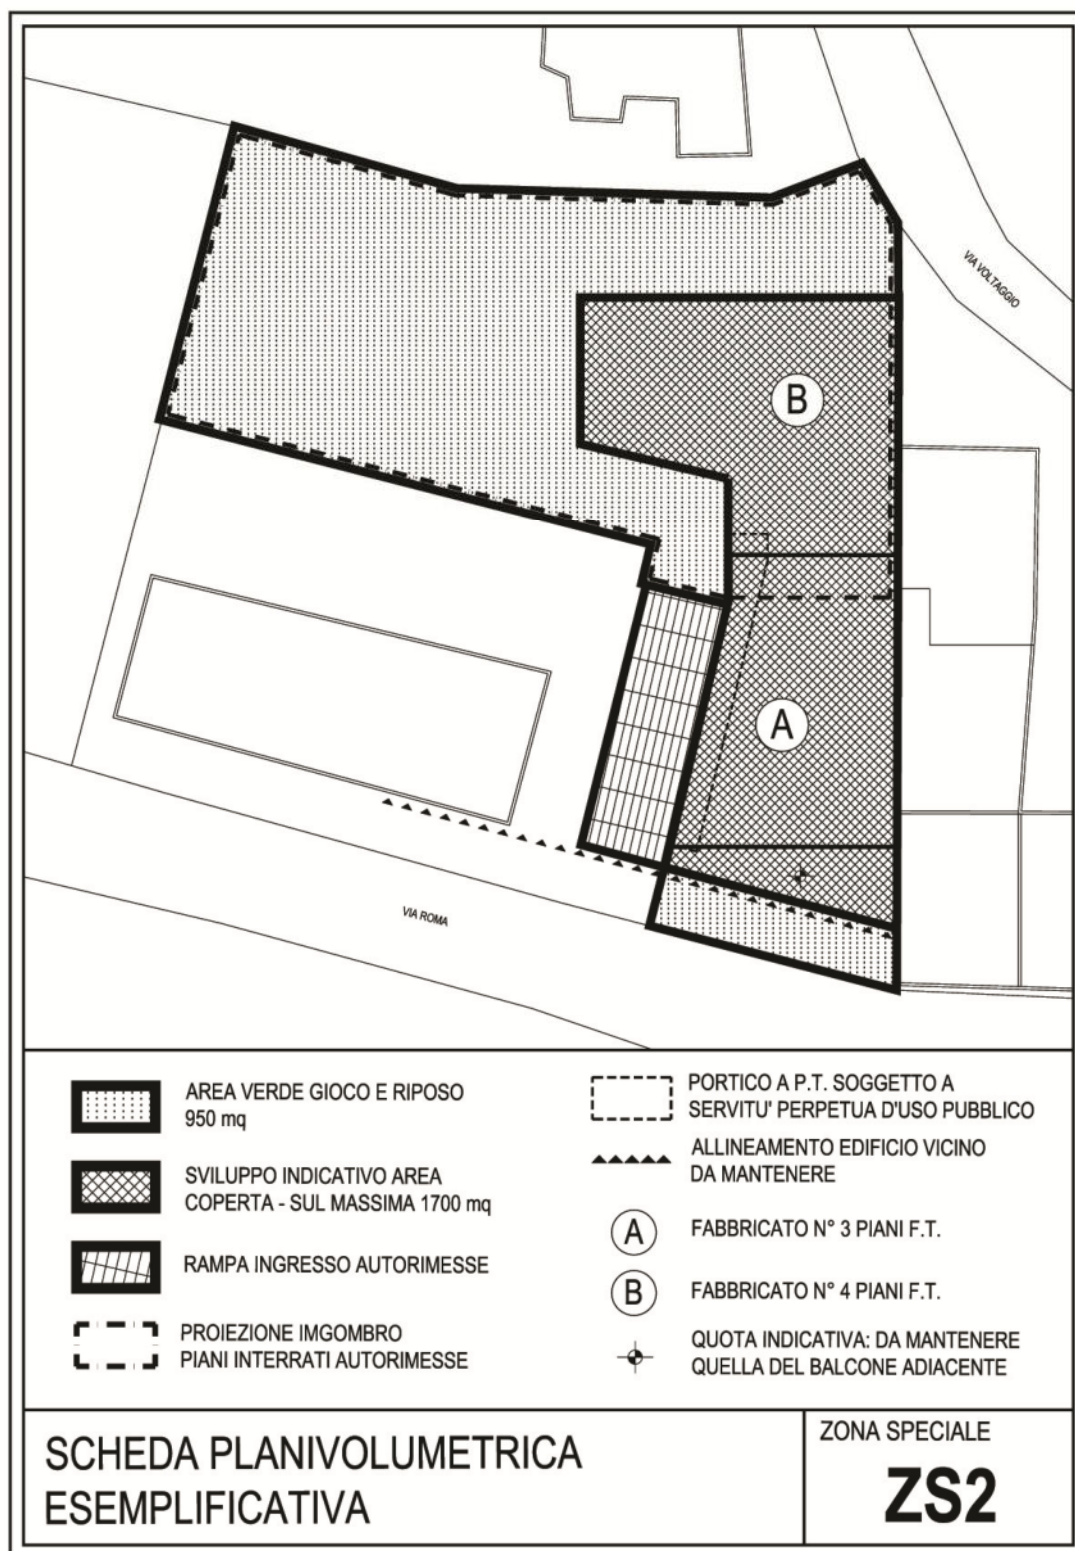 VIA VOLTAGGIO
B
A
VIA ROMA
AREA VERDE GIOCO E RIPOSO
950 mq
SVILUPPO INDICATIVO AREA
COPERTA - SUL MASSIMA 1700 mq
RAMPA INGRESSO AUTORIMESSE
PROIEZIONE IMGOMBRO
PIANI INTERRATI AUTORIMESSE
PORTICO A P.T. SOGGETTO A
SERVITU' PERPETUA D'USO PUBBLICO
ALLINEAMENTO EDIFICIO VICINO
DA MANTENERE
A FABBRICATO N° 3 PIANI F.T.
B FABBRICATO N° 4 PIANI F.T.
QUOTA INDICATIVA: DA MANTENERE
QUELLA DEL BALCONE ADIACENTE
SCHEDA PLANIVOLUMETRICA
ESEMPLIFICATIVA
ZONA SPECIALE
ZS2